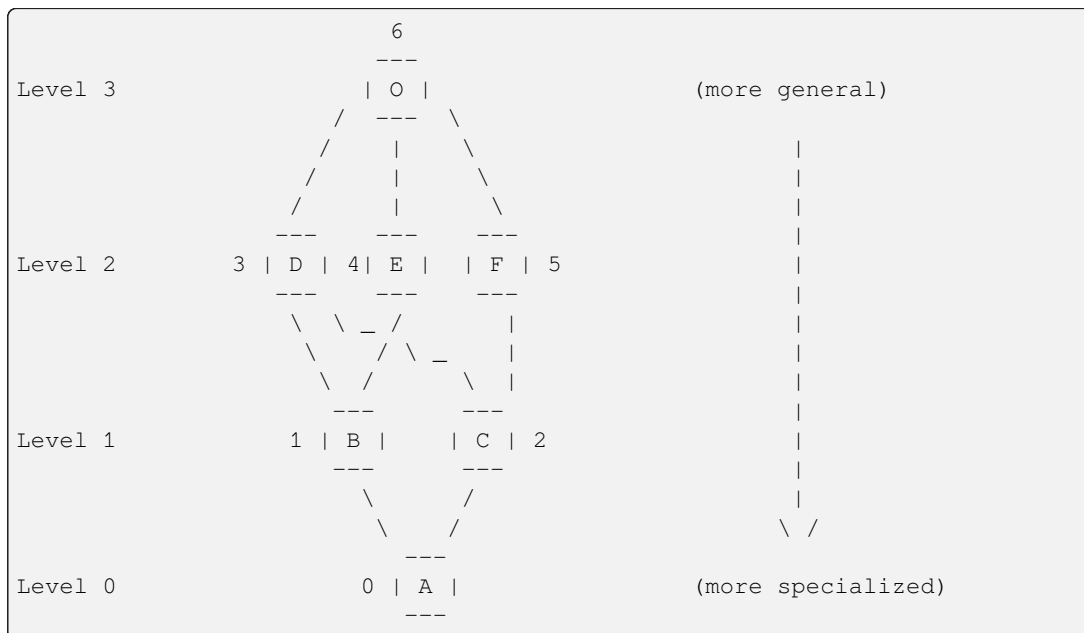 6
                         ---
Level 3                 | O |                  (more general)
                      /  ---  \
                     /    |    \                      |
                    /     |     \                     |
                   /      |      \                    |
                  ---    ---    ---                   |
Level 2        3 | D | 4| E |  | F | 5                |
                  ---    ---    ---                   |
                   \  \ _ /       |                   |
                    \    / \ _    |                   |
                     \  /      \  |                   |
                      ---      ---                    |
Level 1            1 | B |    | C | 2                 |
                      ---      ---                    |
                        \      /                      |
                         \    /                      \ /
                           ---
Level 0                 0 | A |                (more specialized)
                           ---